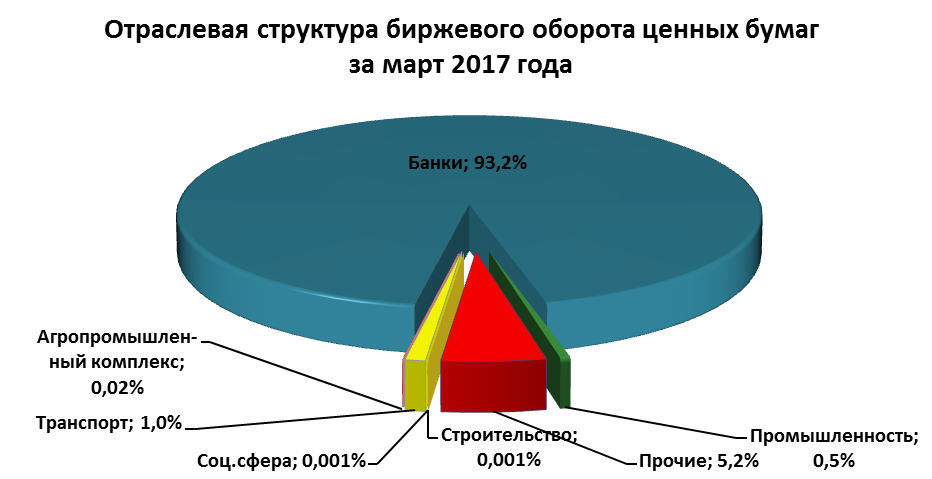 Отраслевая структура биржевого оборота ценных бумаг
за март 2017 года
Банки; 93,2%
Агропромышлен-
ный комплекс;
0,02%
Транспорт; 1,0%
Соц.сфера; 0,001%
Строительство;
0,001%
Прочие; 5,2%
Промышленность;
0,5%